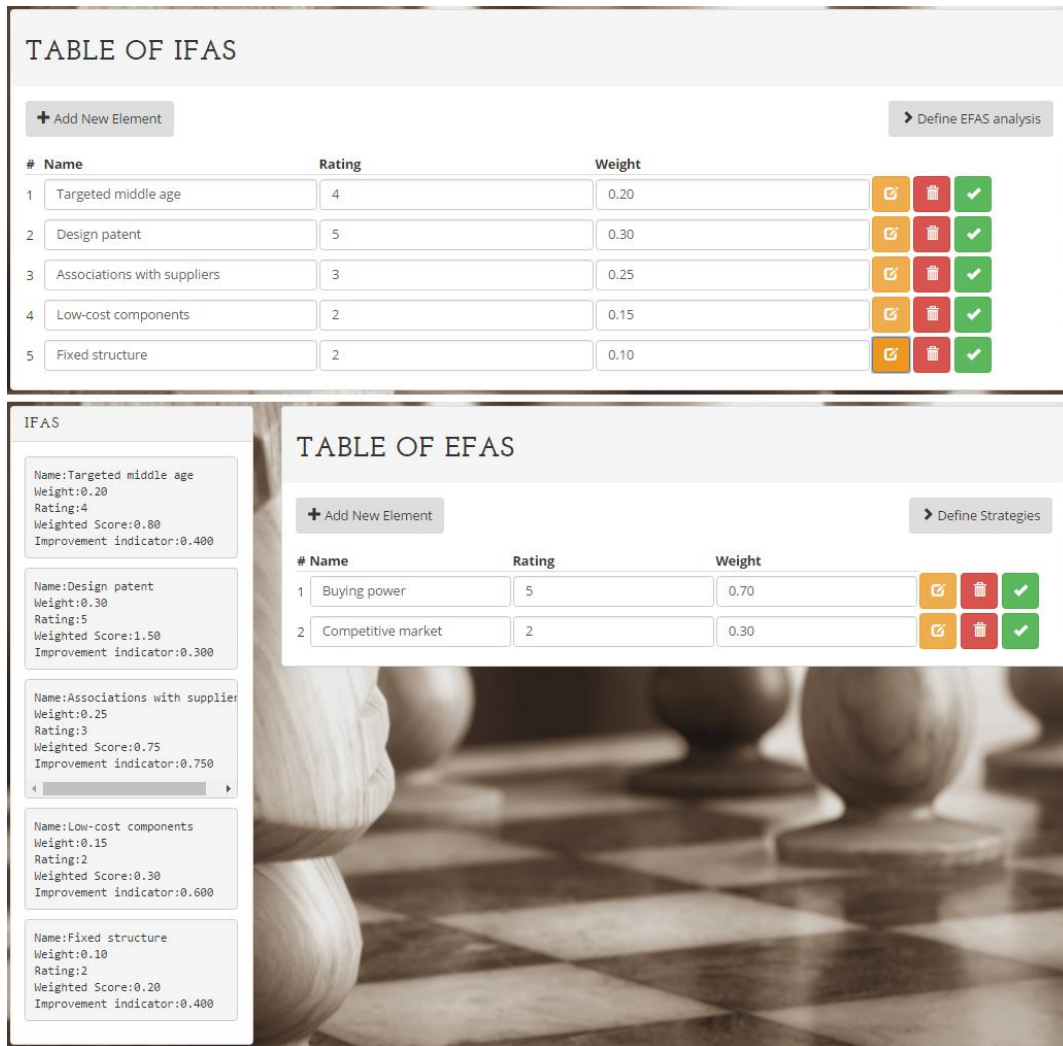 TABLE OF IFAS
Add New Element
Define EFAS analysis
# Name Rating Weight
1 Targeted middle age 4 0.20
2 Design patent 5 0.30
3 Associations with suppliers 3 0.25
4 Low-cost components 2 0.15
5 Fixed structure 2 0.10
IFAS
Name:Targeted middle age
Weight:0.20
Rating:4
Weighted Score:0.80
Improvement indicator:0.400
Name:Design patent
Weight:0.30
Rating:5
Weighted Score:1.50
Improvement indicator:0.300
Name:Associations with supplier
Weight:0.25
Rating:3
Weighted Score:0.75
Improvement indicator:0.750
Name:Low-cost components
Weight:0.15
Rating:2
Weighted Score:0.30
Improvement indicator:0.600
Name:Fixed structure
Weight:0.10
Rating:2
Weighted Score:0.20
Improvement indicator:0.400
TABLE OF EFAS
Add New Element
Define Strategies
# Name Rating Weight
1 Buying power 5 0.70
2 Competitive market 2 0.30